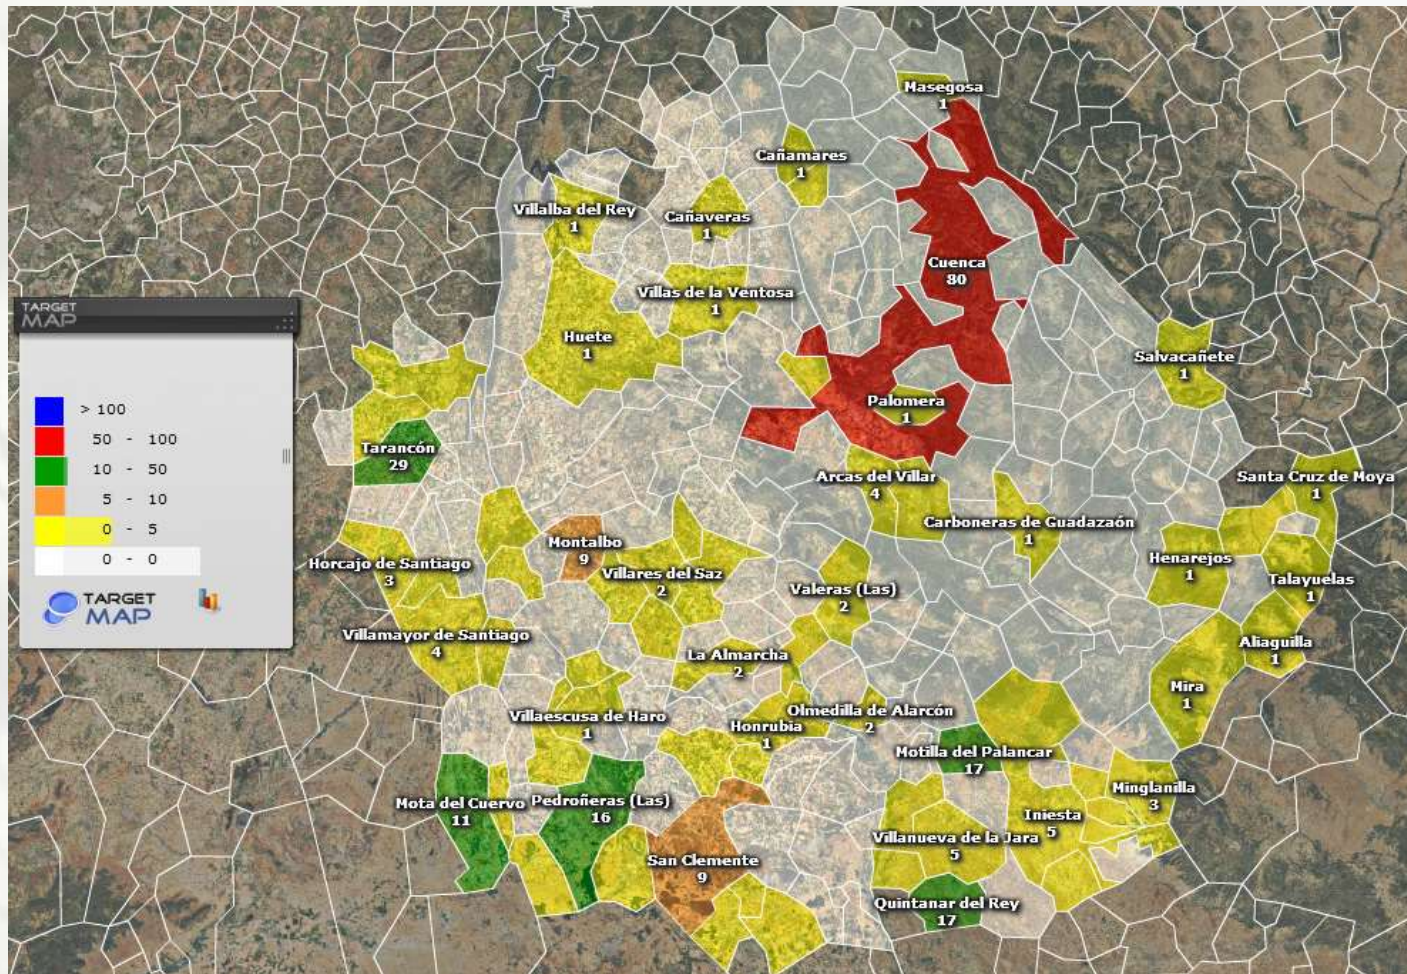 Masegosa
1
Cañamares
1
Villalba del Rey
1
Cañaveras
1
Cuenca
80
Villas de la Ventosa
1
TARGET
MAP
Huete
1
Salvacañete
1
> 100
50 - 100
10 - 50
5 - 10
0 - 5
0 - 0
TARGET
MAP
Palomera
1
Tarancón
29
Arcas del Villar
4
Santa Cruz de Moya
1
Carboneras de Guadazaón
1
Montalbo
9
Horcajo de Santiago
3
Villares del Saz
2
Valeras (Las)
2
Henarejos
1
Talayuelas
1
Villamayor de Santiago
4
La Almarcha
2
Aliaguilla
1
Mira
1
Villaescusa de Haro
1
Honrubia
1
Olmedilla de Alarcón
2
Motilla del Palancar
17
Mota del Cuervo
11
Pedroñeras (Las)
16
Minglanilla
3
Iniesta
5
Villanueva de la Jara
5
San Clemente
9
Quintanar del Rey
17